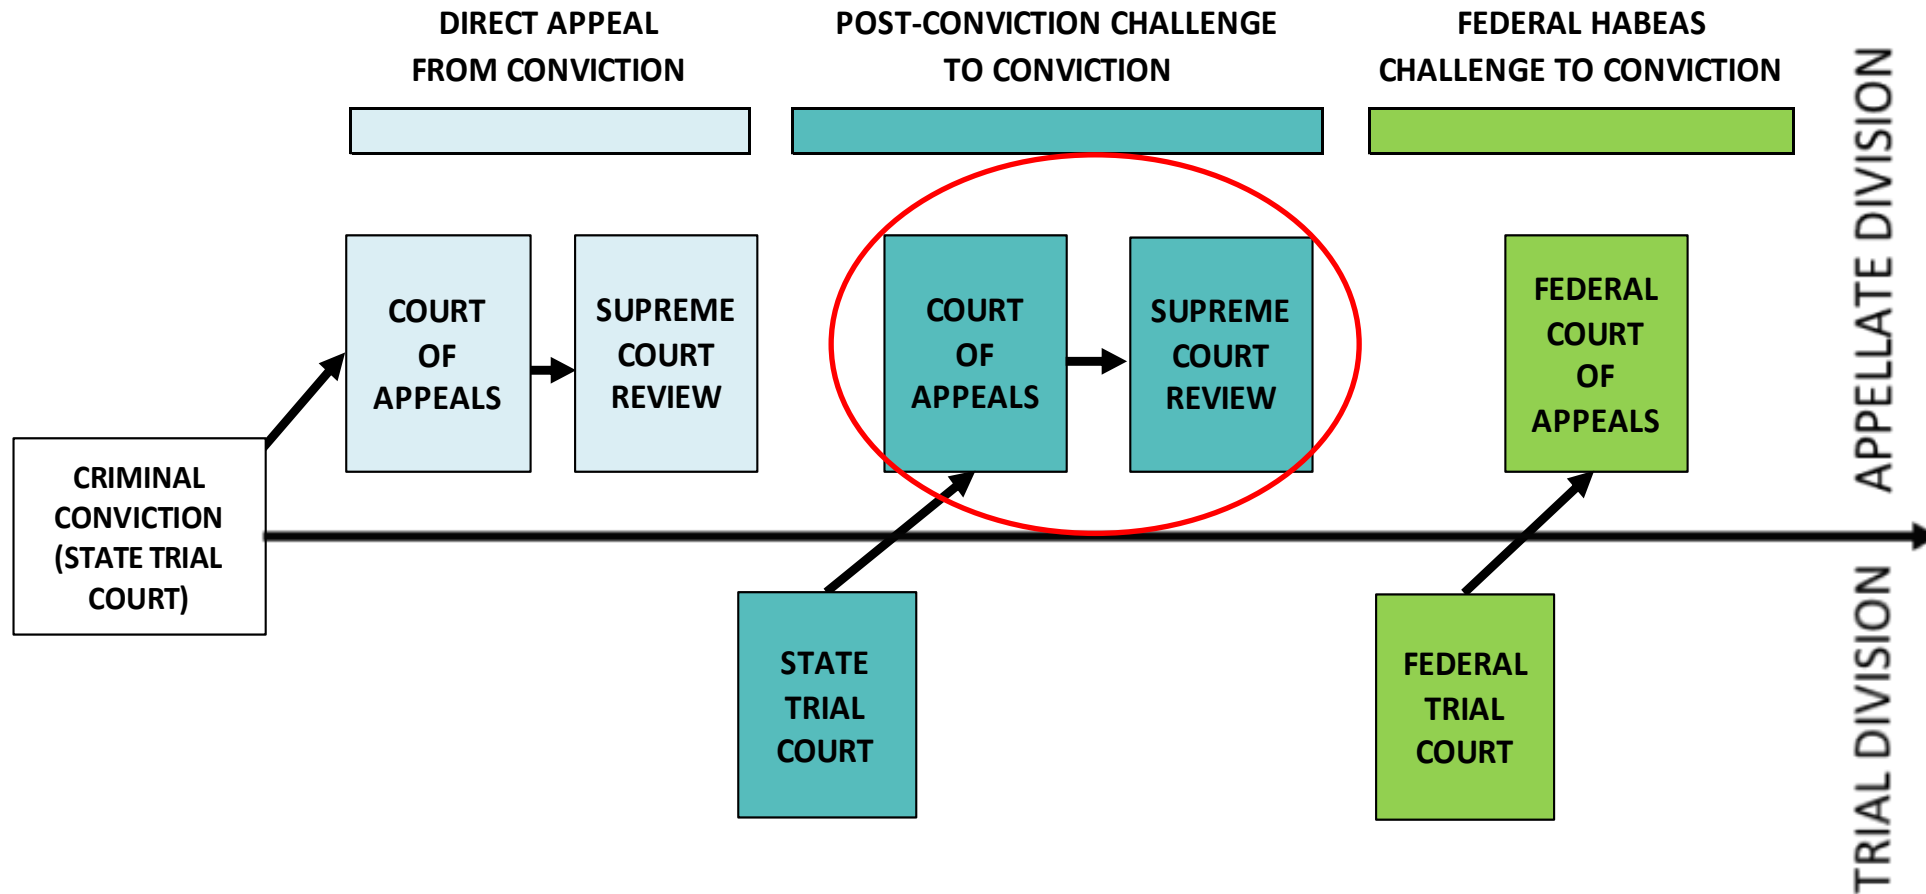 DIRECT APPEAL
FROM CONVICTION
POST-CONVICTION CHALLENGE
TO CONVICTION
FEDERAL HABEAS
CHALLENGE TO CONVICTION
COURT
OF
APPEALS
SUPREME
COURT
REVIEW
COURT
OF
APPEALS
SUPREME
COURT
REVIEW
FEDERAL
COURT
OF
APPEALS
APPELLATE DIVISION
CRIMINAL
CONVICTION
(STATE TRIAL
COURT)
STATE
TRIAL
COURT
FEDERAL
TRIAL
COURT
TRIAL DIVISION